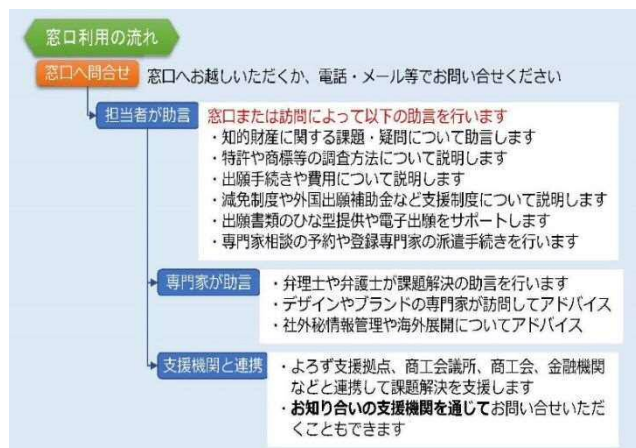 窓口利用の流れ
窓口へ問合せ 窓口へお越しいただくか、電話・メール等でお問い合せください
担当者が助言 窓口または訪問によって以下の助言を行います
・知的財産に関する課題・疑問について助言します
・特許や商標等の調査方法について説明します
・出願手続きや費用について説明します
・減免制度や外国出願補助金など支援制度について説明します
・出願書類のひな型提供や電子出願をサポートします
・専門家相談の予約や登録専門家の派遣手続きを行います
専門家が助言 ・弁理士や弁護士が課題解決の助言を行います
・デザインやブランドの専門家が訪問してアドバイス
・社外秘情報管理や海外展開についてアドバイス
支援機関と連携 ・よろず支援拠点、商工会議所、商工会、金融機関
などと連携して課題解決を支援します
・お知り合いの支援機関を通じてお問い合せいただ
くこともできます